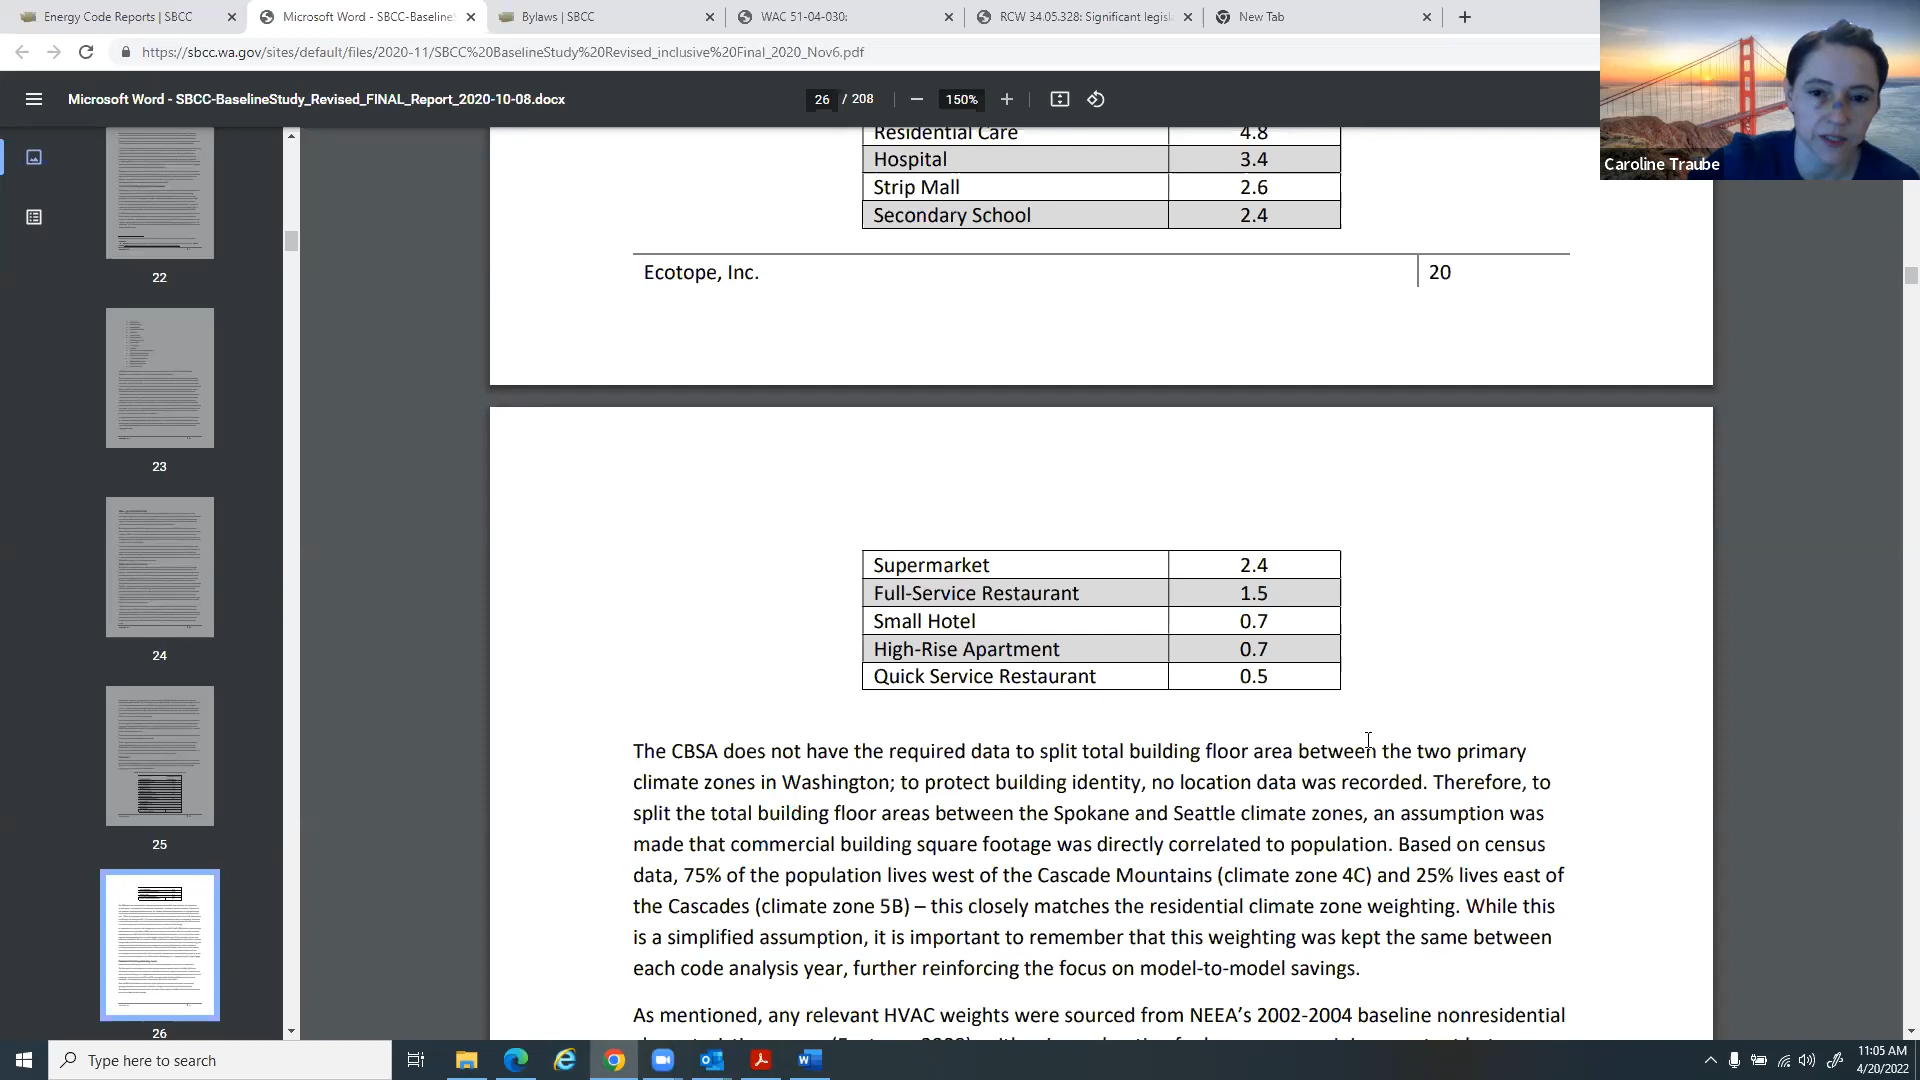 Energy Code Reports | SBCC
Microsoft Word - SBCC-Baseline
Bylaws | SBCC
WAC 51-04-030:
RCW 34.05.328: Significant legisl
New Tab
https://sbcc.wa.gov/sites/default/files/2020-11/SBCC%20BaselineStudy%20Revised_inclusive%20Final_2020_Nov6.pdf
Microsoft Word - SBCC-BaselineStudy_Revised_FINAL_Report_2020-10-08.docx
26 / 208
150%
Caroline Traube
22
23
24
25
26
Residential Care 4.8
Hospital 3.4
Strip Mall 2.6
Secondary School 2.4
Ecotope, Inc. 20
Supermarket 2.4
Full-Service Restaurant 1.5
Small Hotel 0.7
High-Rise Apartment 0.7
Quick Service Restaurant 0.5
The CBSA does not have the required data to split total building floor area between the two primary
climate zones in Washington; to protect building identity, no location data was recorded. Therefore, to
split the total building floor areas between the Spokane and Seattle climate zones, an assumption was
made that commercial building square footage was directly correlated to population. Based on census
data, 75% of the population lives west of the Cascade Mountains (climate zone 4C) and 25% lives east of
the Cascades (climate zone 5B) – this closely matches the residential climate zone weighting. While this
is a simplified assumption, it is important to remember that this weighting was kept the same between
each code analysis year, further reinforcing the focus on model-to-model savings.
As mentioned, any relevant HVAC weights were sourced from NEEA's 2002-2004 baseline nonresidential
Type here to search
11:05 AM
4/20/2022